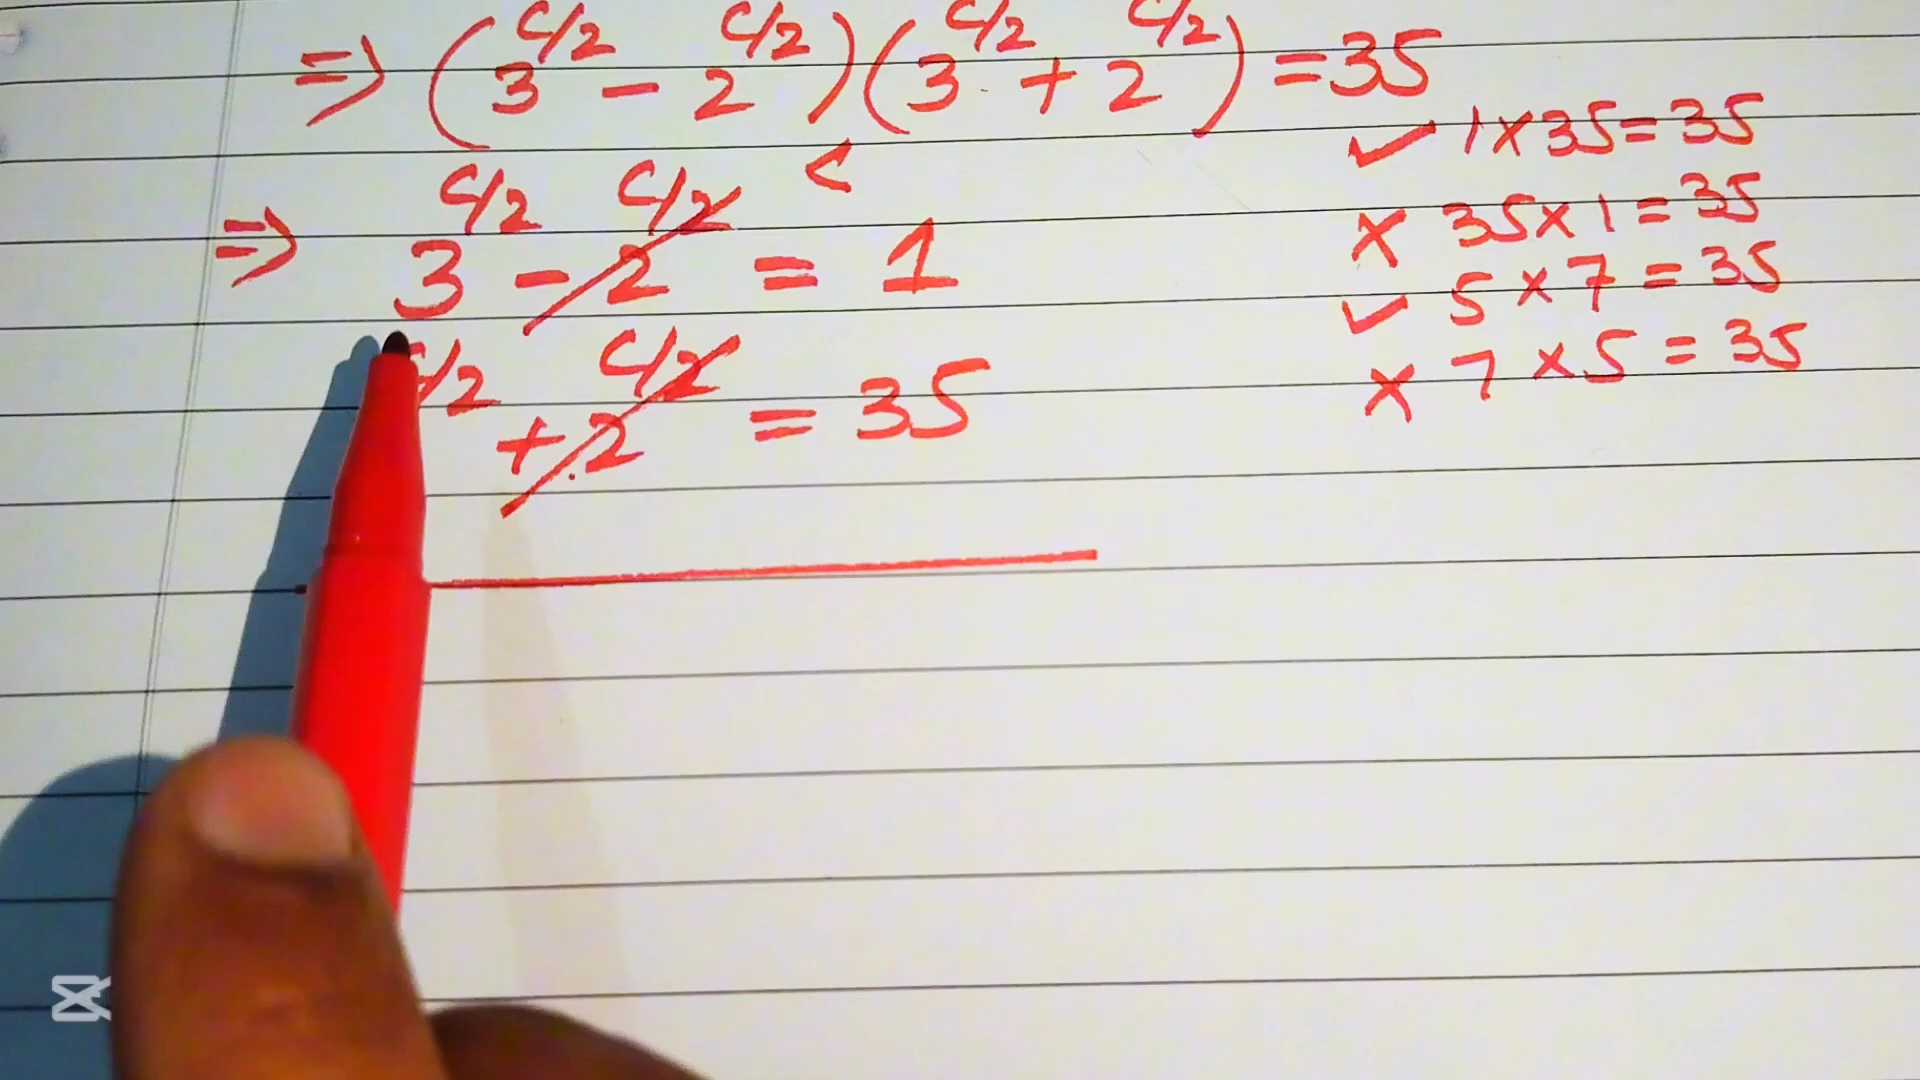 ⇒ (3^{c/2} - 2^{c/2})(3^{c/2} + 2^{c/2}) = 35
<
⇒ 3^{c/2} - 2^{c/2} = 1
c/2 + 2^{c/2} = 35
✓ 1 × 35 = 35
× 35 × 1 = 35
✓ 5 × 7 = 35
× 7 × 5 = 35